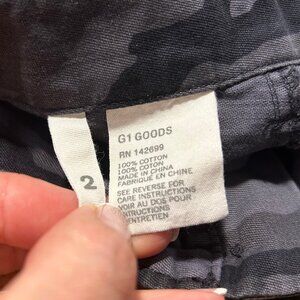 G1 GOODS
RN 142699
100% COTTON
100% COTON
MADE IN CHINA
FABRIQUE EN CHINE
SEE REVERSE FOR
CARE INSTRUCTIONS
VOIR AU DOS POUR
INSTRUCTIONS
D'ENTRETIEN
2